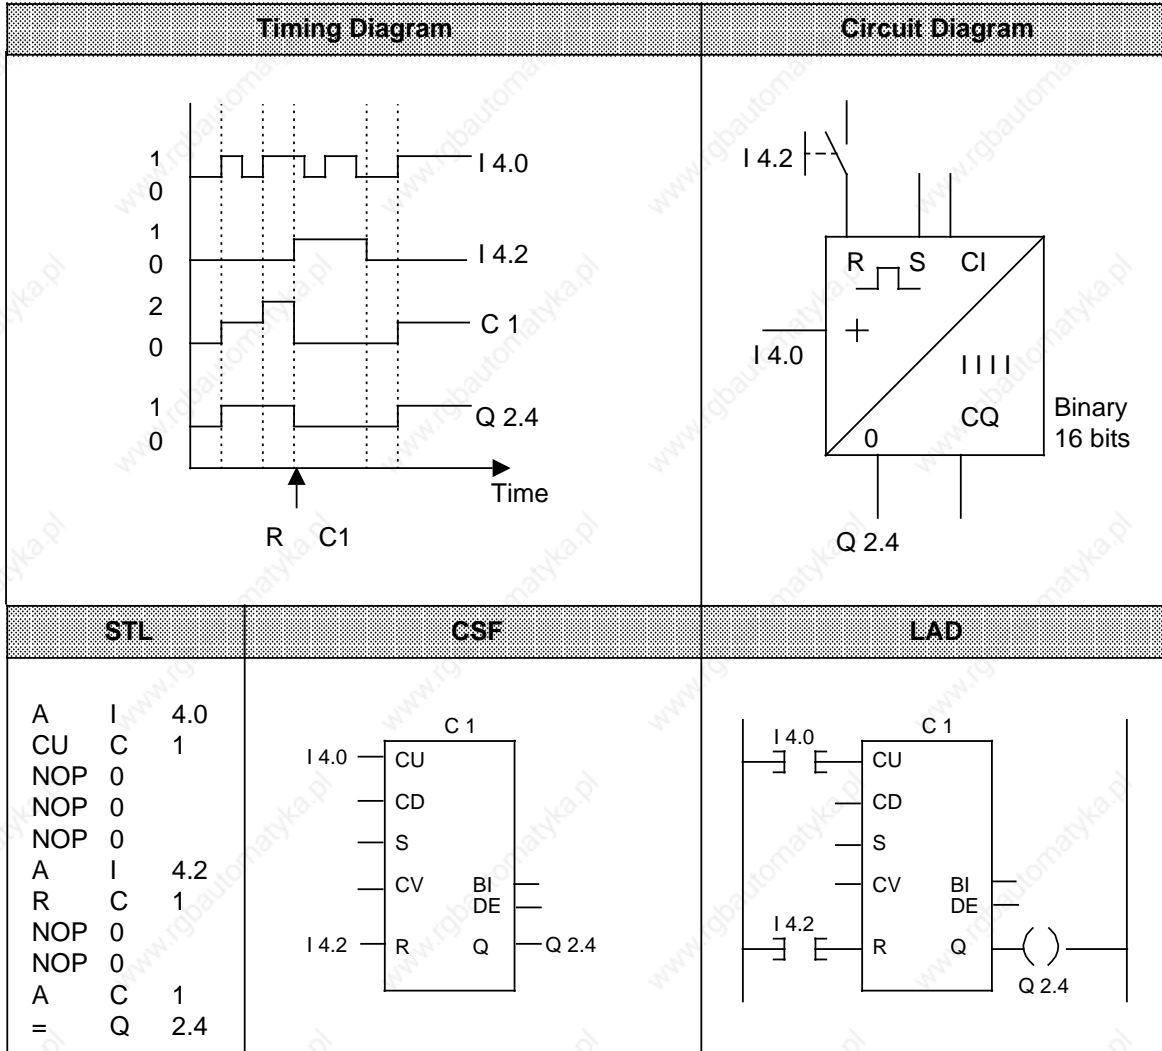 Timing Diagram
Circuit Diagram
1
0
I 4.0
1
0
I 4.2
2
0
C 1
1
0
Q 2.4
Time
R C1
I 4.2
R S CI
I 4.0
+
I I I I
CQ
0
Binary
16 bits
Q 2.4
STL
CSF
LAD
A I 4.0
CU C 1
NOP 0
NOP 0
NOP 0
A I 4.2
R C 1
NOP 0
NOP 0
A C 1
= Q 2.4
C 1
I 4.0
CU
CD
S
CV
BI
DE
I 4.2
R
Q
Q 2.4
C 1
I 4.0
CU
CD
S
CV
BI
DE
I 4.2
R
Q
( )
Q 2.4
www.rgbautomatyka.pl